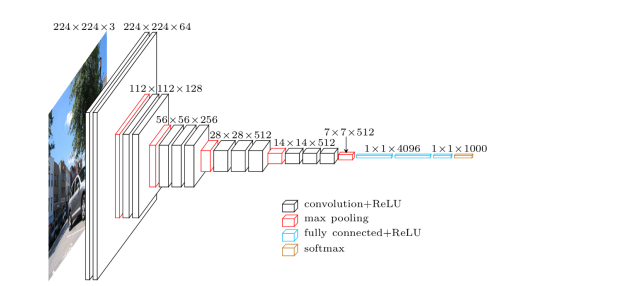 224×224×3
224×224×64
112×112×128
56×56×256
28×28×512
14×14×512
7×7×512
1×1×4096
1×1×1000
convolution+ReLU
max pooling
fully connected+ReLU
softmax